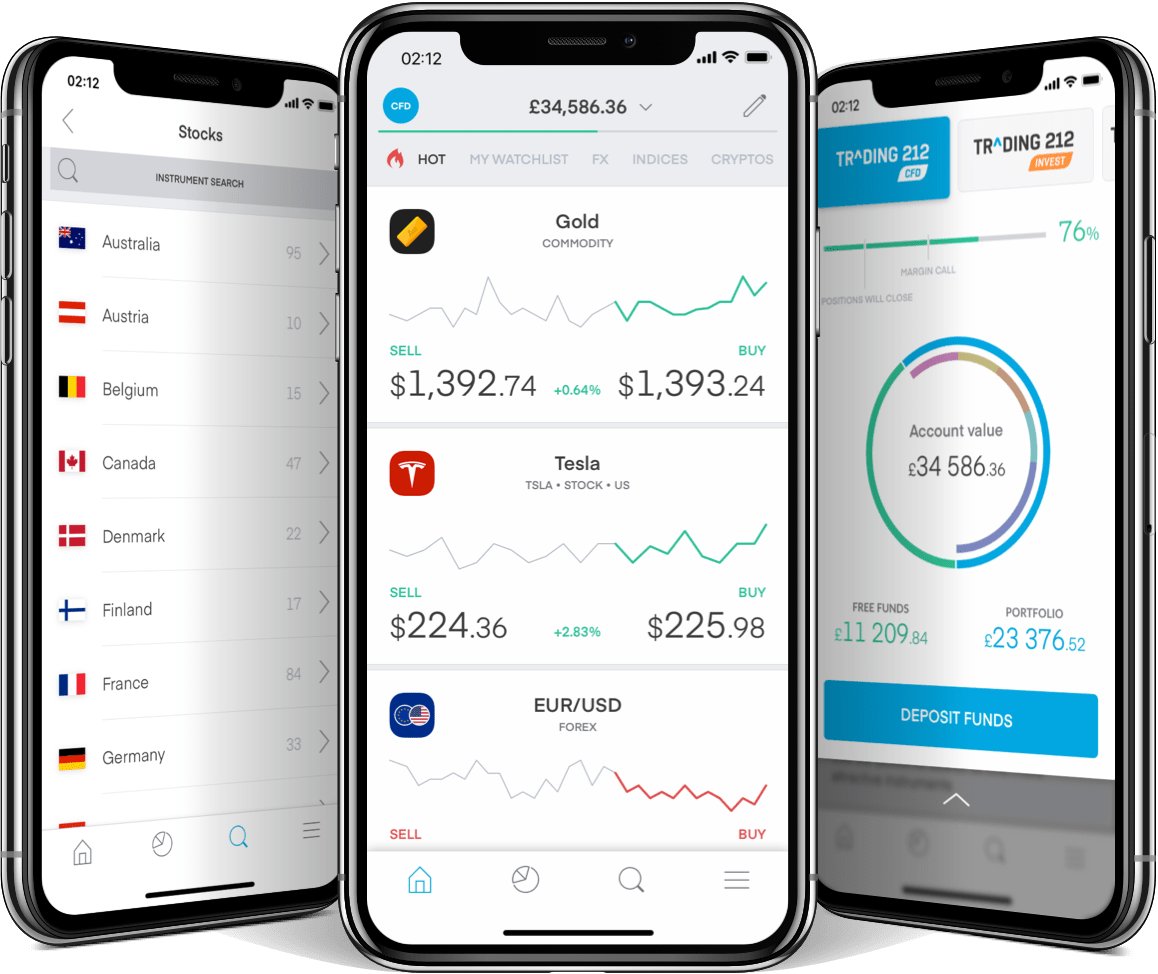 02:12
Stocks
INSTRUMENT SEARCH
Australia 95
Austria 10
Belgium 15
Canada 47
Denmark 22
Finland 17
France 84
Germany 33
02:12
CFD £34,586.36
HOT MY WATCHLIST FX INDICES CRYPTOS
Gold
COMMODITY
SELL BUY
$1,392.74 +0.64% $1,393.24
Tesla
TSLA • STOCK • US
SELL BUY
$224.36 +2.83% $225.98
EUR/USD
FOREX
SELL BUY
02:12
TRADING 212
CFD
TRADING 212
INVEST
76%
MARGIN CALL
POSITIONS WILL CLOSE
Account value
£34 586.36
FREE FUNDS PORTFOLIO
£11 209.84 £23 376.52
DEPOSIT FUNDS